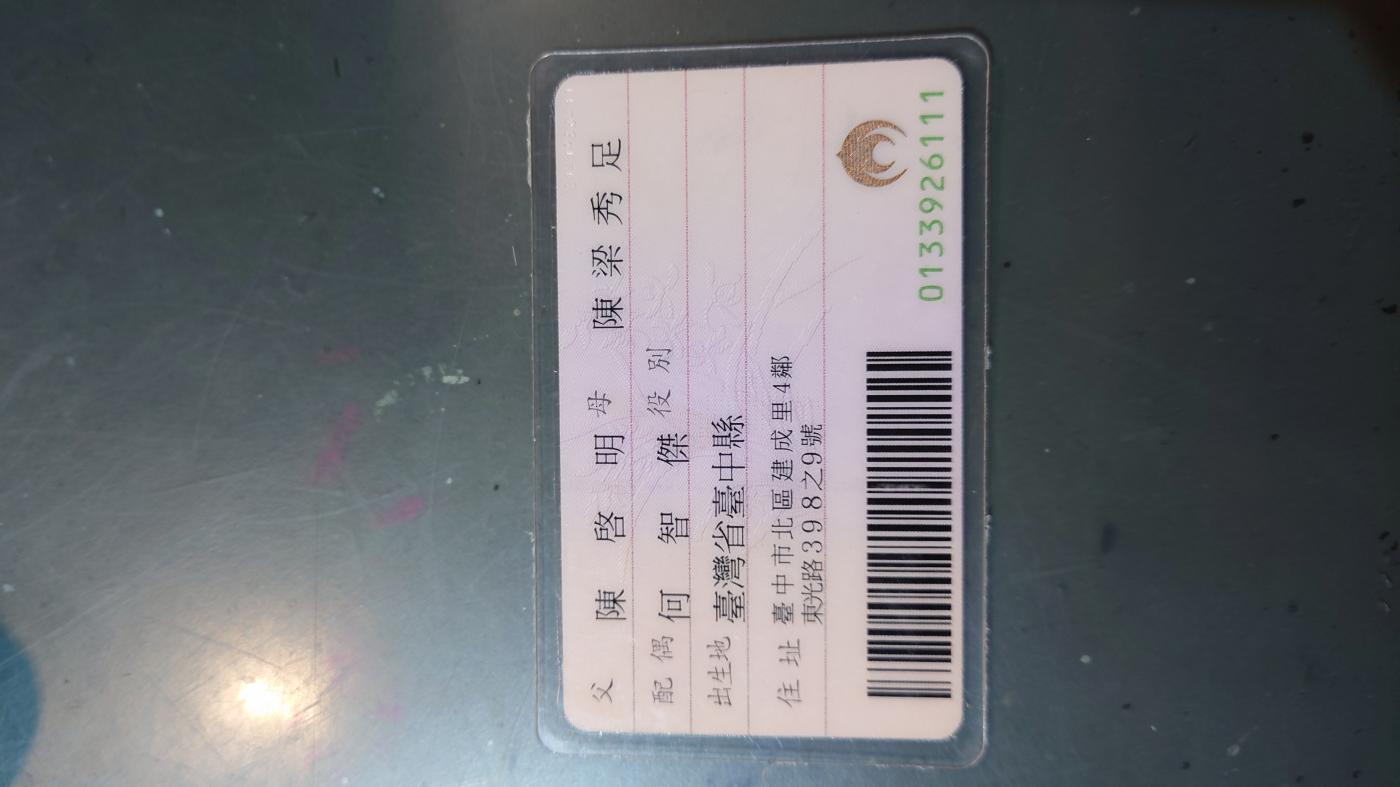 父 陳啓明 母 陳梁秀足
配偶 何智傑 役別
出生地 臺灣省臺中縣
住址 臺中市北區建成里4鄰
東光路398之9號
0133926111